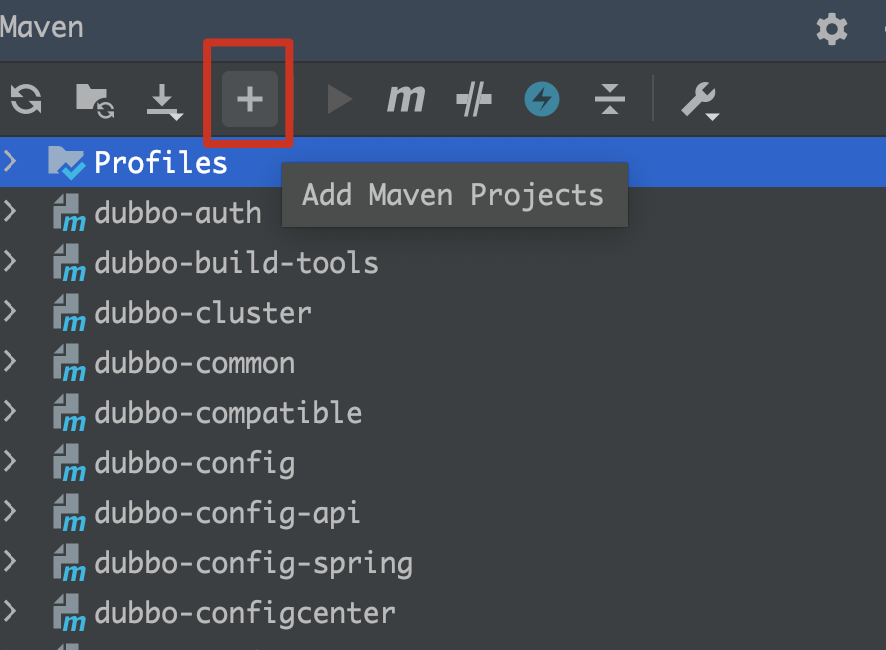 Maven
m
Profiles
Add Maven Projects
dubbo-auth
dubbo-build-tools
dubbo-cluster
dubbo-common
dubbo-compatible
dubbo-config
dubbo-config-api
dubbo-config-spring
dubbo-configcenter